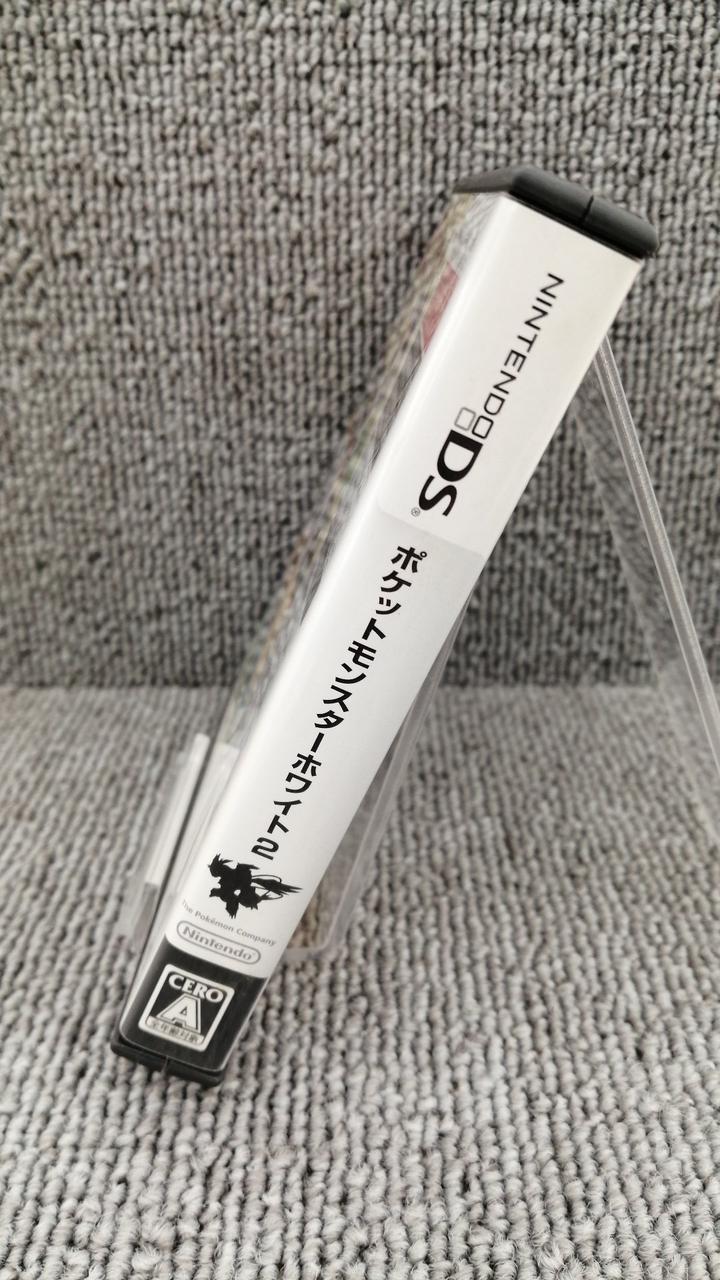 NINTENDO
DS®
ポケットモンスターホワイト2
The Pokémon Company
Nintendo®
CERO
A
全年齢対象